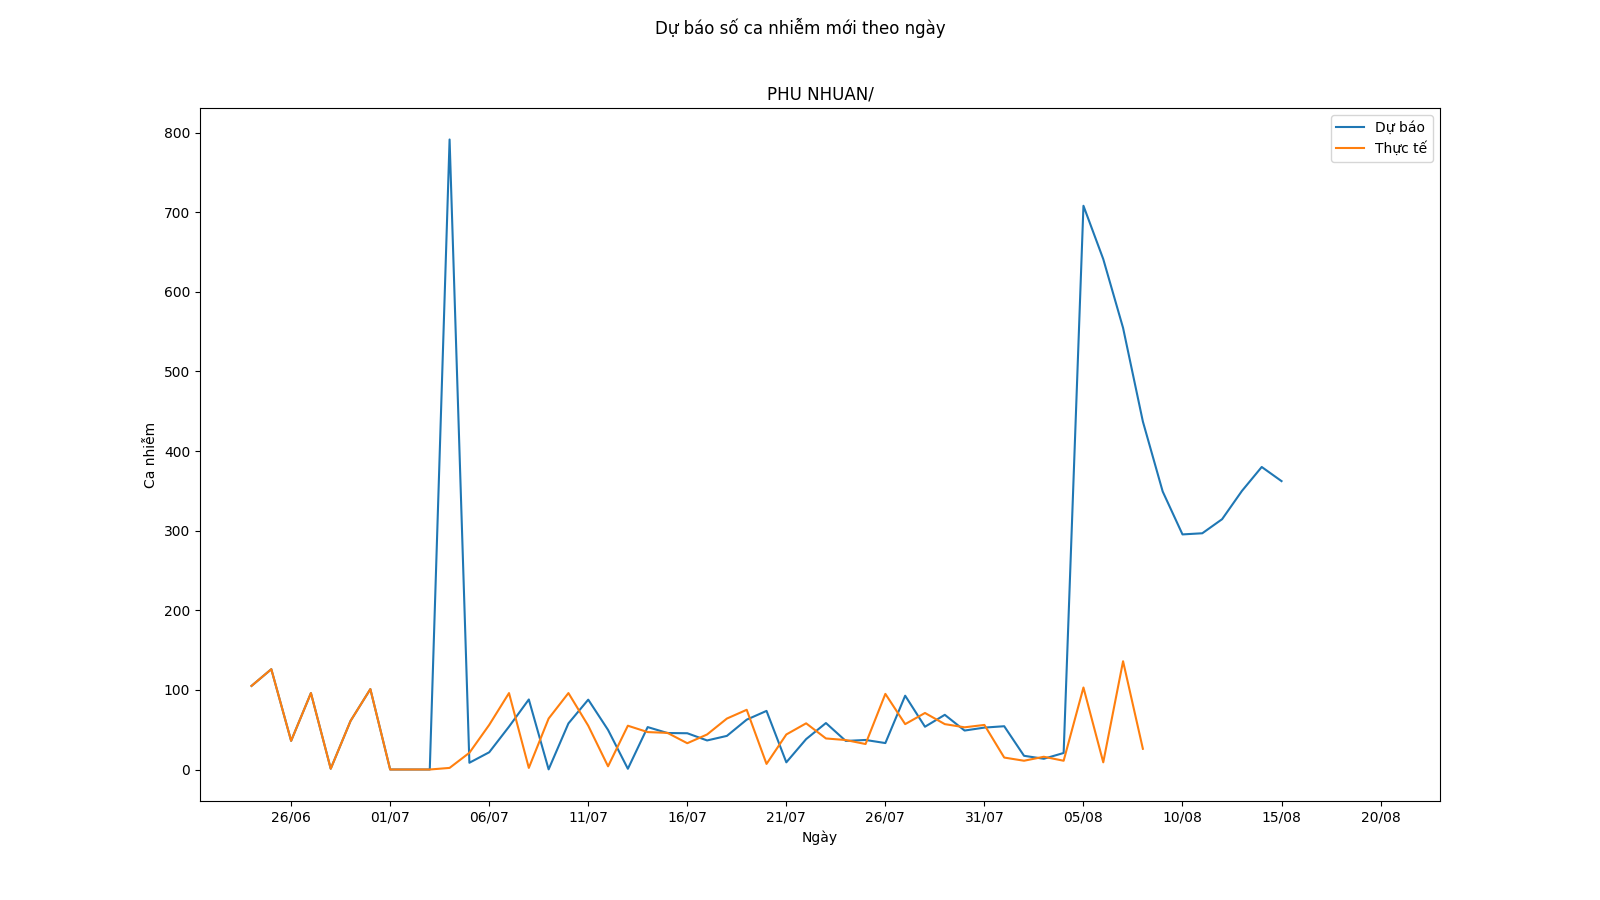 Dự báo số ca nhiễm mới theo ngày
PHU NHUAN/
Dự báo
Thực tế
800
700
600
500
400
300
200
100
0
Ca nhiễm
26/06 01/07 06/07 11/07 16/07 21/07 26/07 31/07 05/08 10/08 15/08 20/08
Ngày